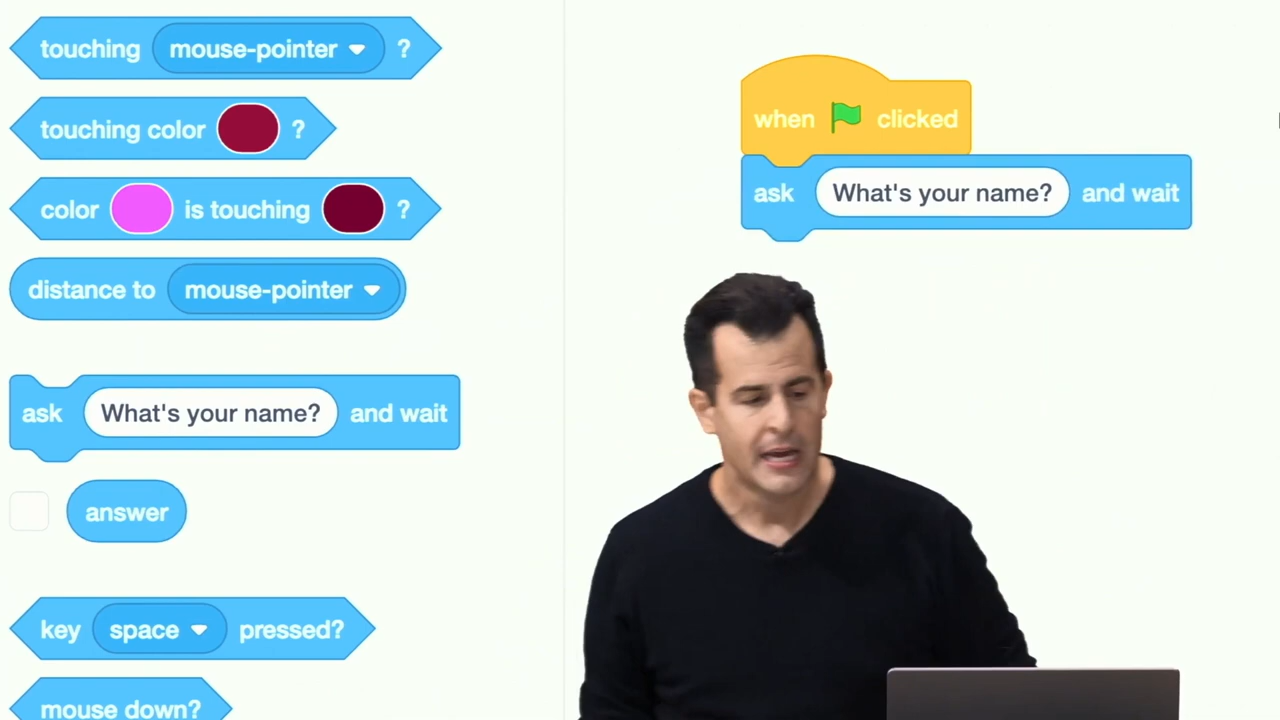 touching mouse-pointer ?
touching color ?
color is touching ?
distance to mouse-pointer
ask What's your name? and wait
answer
key space pressed?
mouse down?
when clicked
ask What's your name? and wait